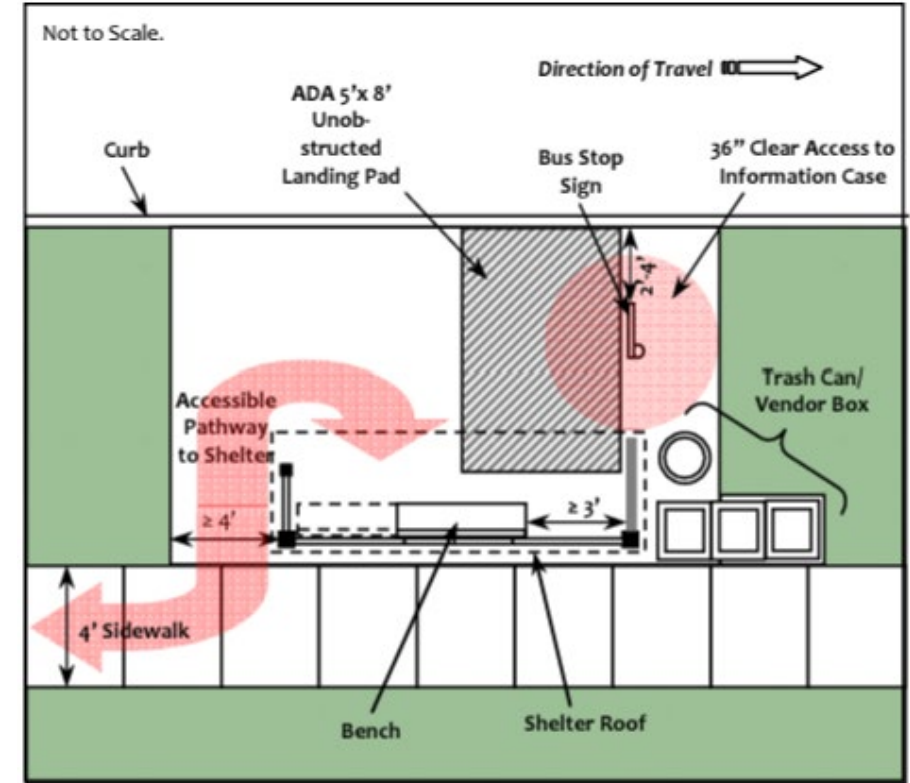 Not to Scale.
Direction of Travel
ADA 5’x 8’
Unob-
structed
Landing Pad
Curb
Bus Stop
Sign
36” Clear Access to
Information Case
2’-4’
Trash Can/
Vendor Box
Accessible
Pathway
to Shelter
≥ 4’
≥ 3’
4’ Sidewalk
Bench
Shelter Roof